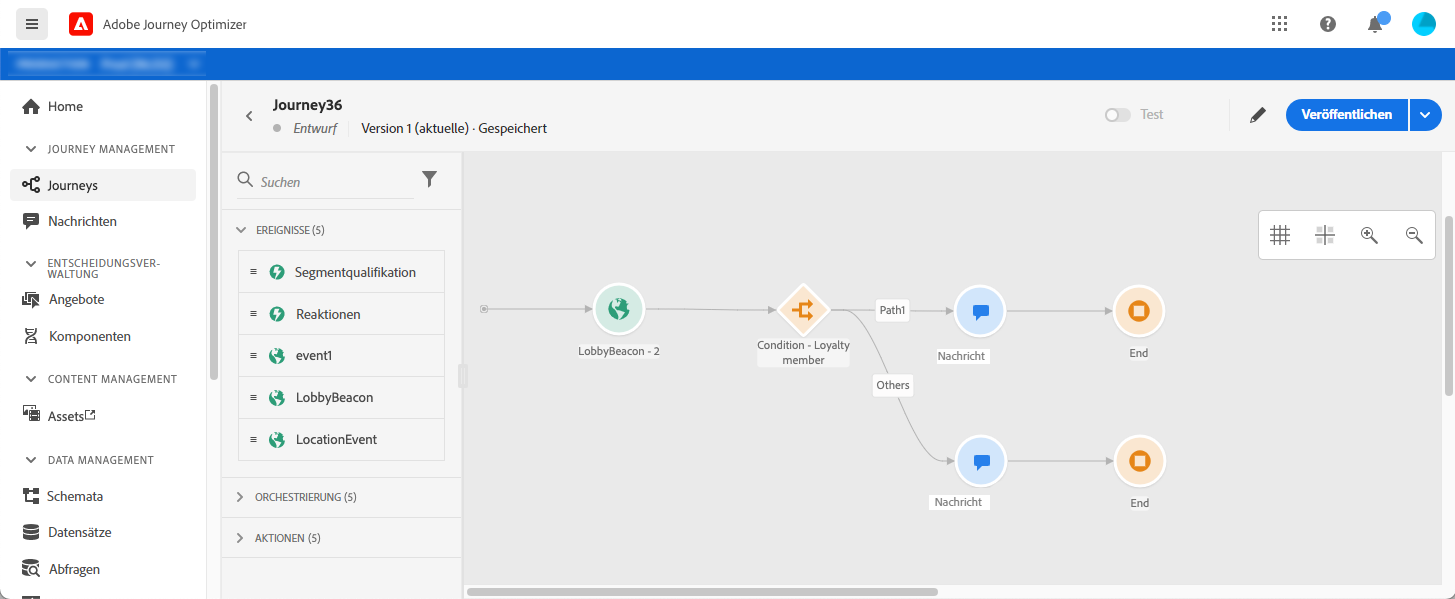 Adobe Journey Optimizer
Home
JOURNEY MANAGEMENT
Journeys
Nachrichten
ENTSCHEIDUNGSVER-
WALTUNG
Angebote
Komponenten
CONTENT MANAGEMENT
Assets
DATA MANAGEMENT
Schemata
Datensätze
Abfragen
Journey36
Entwurf
Version 1 (aktuelle) · Gespeichert
Test
Veröffentlichen
Suchen
EREIGNISSE (5)
Segmentqualifikation
Reaktionen
event1
LobbyBeacon
LocationEvent
ORCHESTRIERUNG (5)
AKTIONEN (5)
LobbyBeacon - 2
Condition - Loyalty
member
Path1
Others
Nachricht
End
Nachricht
End